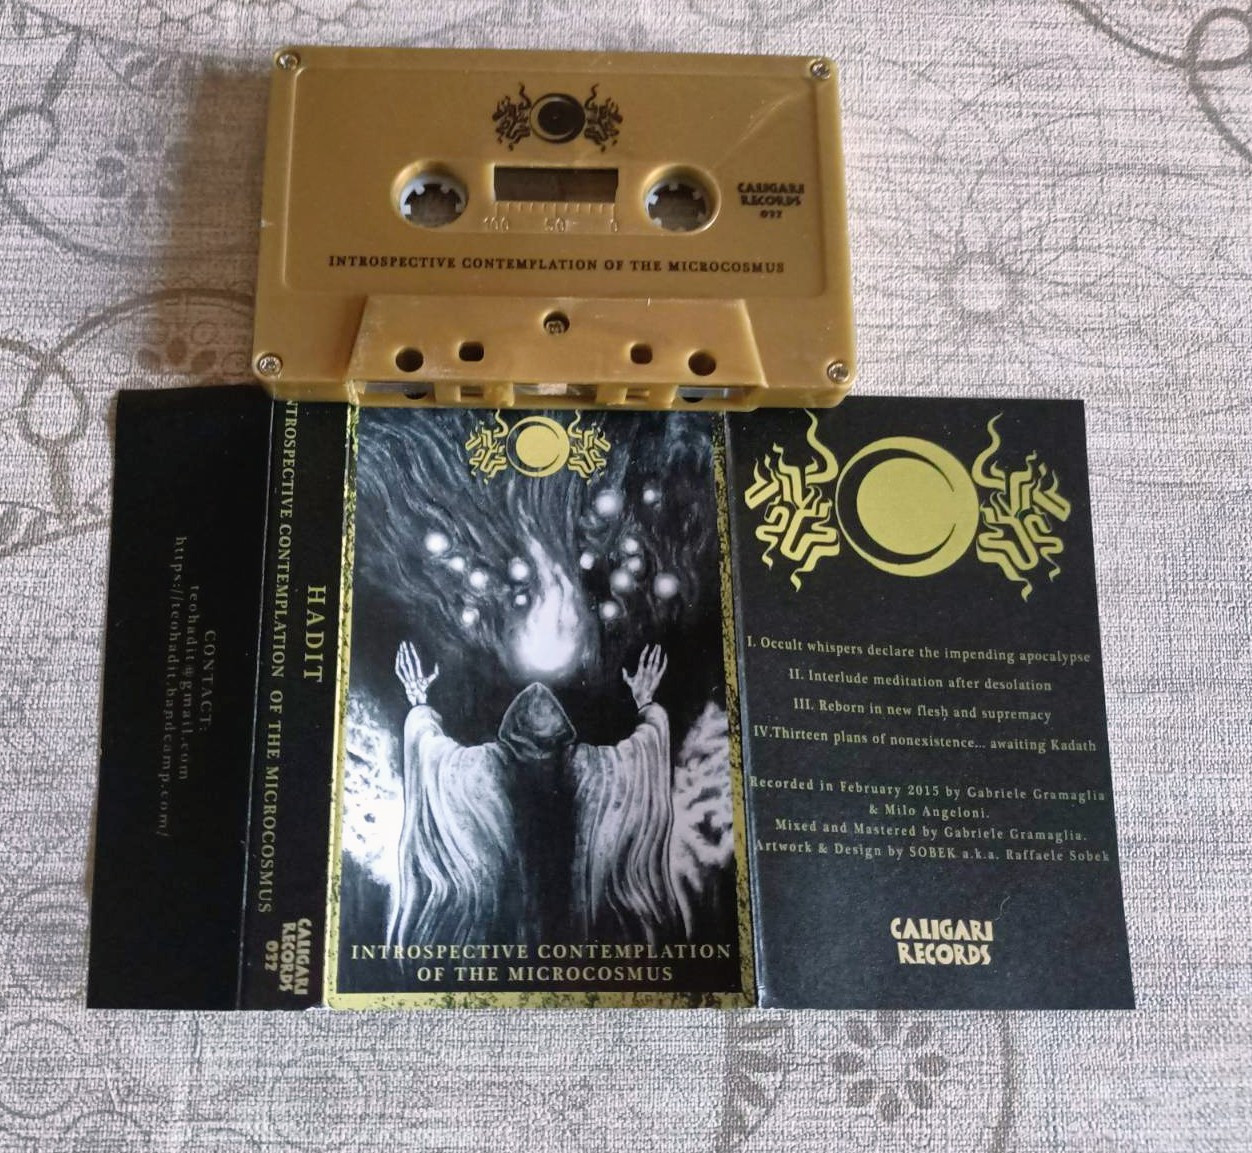 CALIGARI
RECORDS
032
100 50 0
INTROSPECTIVE CONTEMPLATION OF THE MICROCOSMUS
CONTACT:
teohadit@gmail.com
https://teohadit.bandcamp.com/
HADIT
INTROSPECTIVE CONTEMPLATION OF THE MICROCOSMUS
CALIGARI
RECORDS
032
INTROSPECTIVE CONTEMPLATION
OF THE MICROCOSMUS
I. Occult whispers declare the impending apocalypse
II. Interlude meditation after desolation
III. Reborn in new flesh and supremacy
IV.Thirteen plans of nonexistence... awaiting Kadath
Recorded in February 2015 by Gabriele Gramaglia
& Milo Angeloni.
Mixed and Mastered by Gabriele Gramaglia.
Artwork & Design by SOBEK a.k.a. Raffaele Sobek
CALIGARI
RECORDS